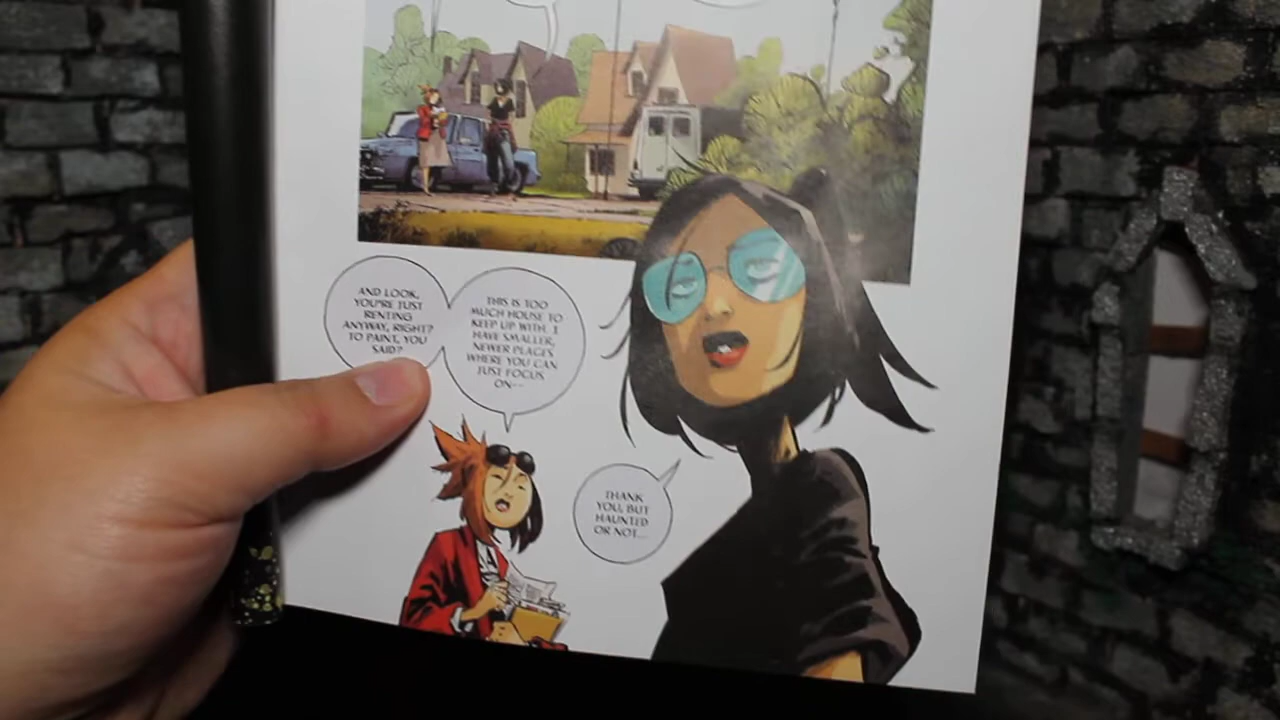 AND LOOK,
YOU'RE JUST
RENTING
ANYWAY, RIGHT?
TO PAINT, YOU
SAID?
THIS IS TOO
MUCH HOUSE TO
KEEP UP WITH. I
HAVE SMALLER,
NEWER PLACES
WHERE YOU CAN
JUST FOCUS
ON--
THANK
YOU, BUT
HAUNTED
OR NOT...